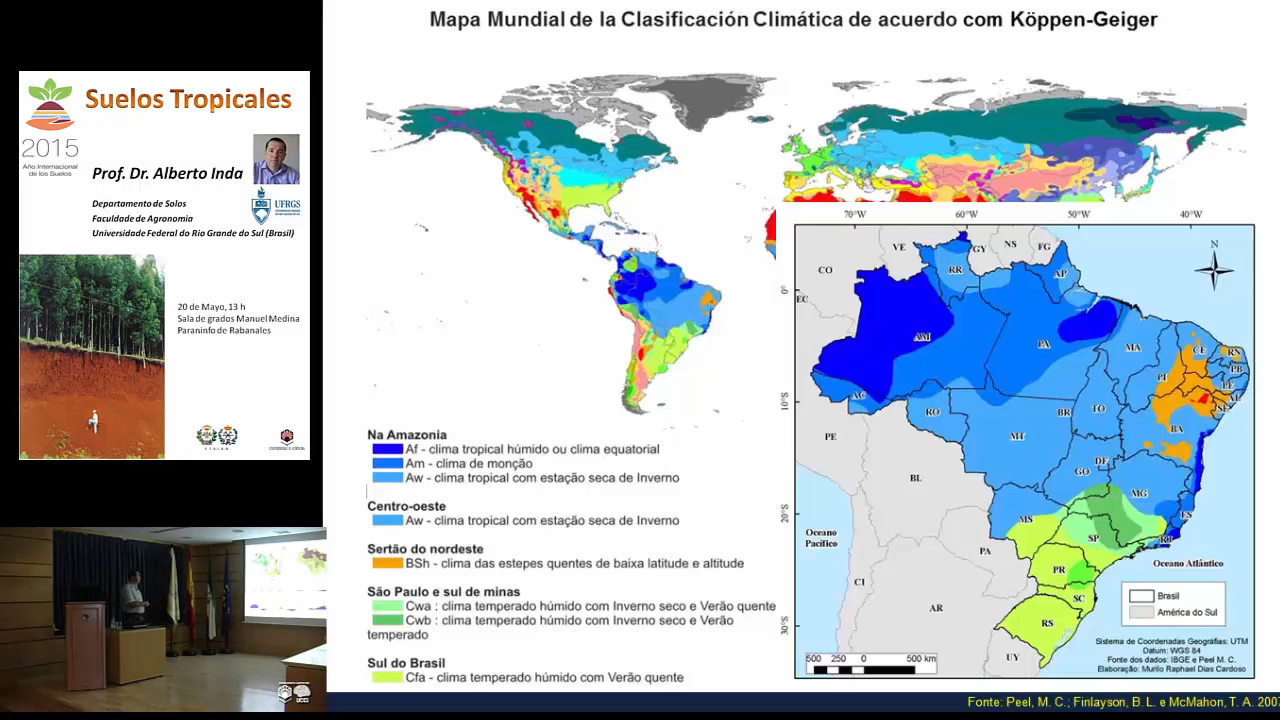 Mapa Mundial de la Clasificación Climática de acuerdo com Köppen-Geiger
Suelos Tropicales
2015
Año Internacional
de los Suelos
Prof. Dr. Alberto Inda
UFRGS
Departamento de Solos
Faculdade de Agronomia
Universidade Federal do Rio Grande do Sul (Brasil)
20 de Mayo, 13 h
Sala de grados Manuel Medina
Paraninfo de Rabanales
Na Amazonia
Af - clima tropical húmido ou clima equatorial
Am - clima de monção
Aw - clima tropical com estação seca de Inverno
Centro-oeste
Aw - clima tropical com estação seca de Inverno
Sertão do nordeste
BSh - clima das estepes quentes de baixa latitude e altitude
São Paulo e sul de minas
Cwa : clima temperado húmido com Inverno seco e Verão quente
Cwb : clima temperado húmido com Inverno seco e Verão
temperado
Sul do Brasil
Cfa - clima temperado húmido com Verão quente
70°W 60°W 50°W 40°W
N
VE GY NS FG
CO
RR AP
0°
EC
AM PA MA CE RN
PB
PI PE
AL
AC SE
10°S
RO BR TO
PE MT BA
DF
BL GO
MG
MS ES
20°S
SP RJ
Oceano
Pacífico
PA
Oceano Atlántico
PR
CI SC
AR RS
30°S
UY
Brasil
América do Sul
Sistema de Coordenadas Geográfias: UTM
Datum: WGS 84
Fonte dos dados: IBGE e Peel M. C.
Elaboração: Murilo Raphael Dias Cardoso
500 250 0 500 km
UCO
Fonte: Peel, M. C.; Finlayson, B. L. e McMahon, T. A. 2007